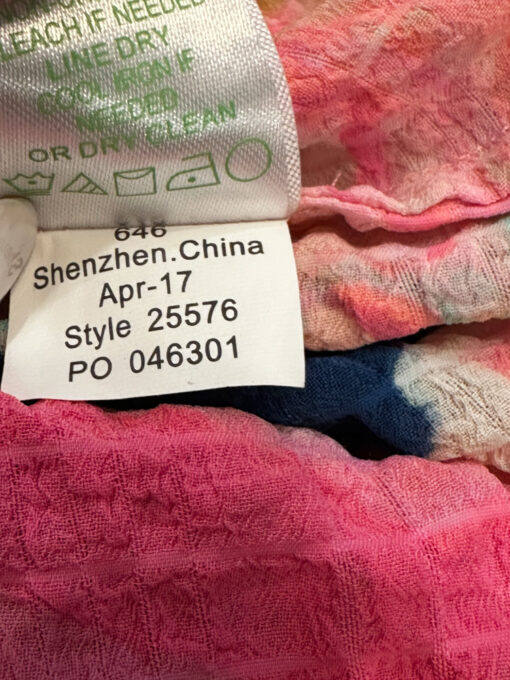 LEACH IF NEEDED
LINE DRY
COOL IRON IF
NEEDED
OR DRY CLEAN
646
Shenzhen.China
Apr-17
Style 25576
PO 046301